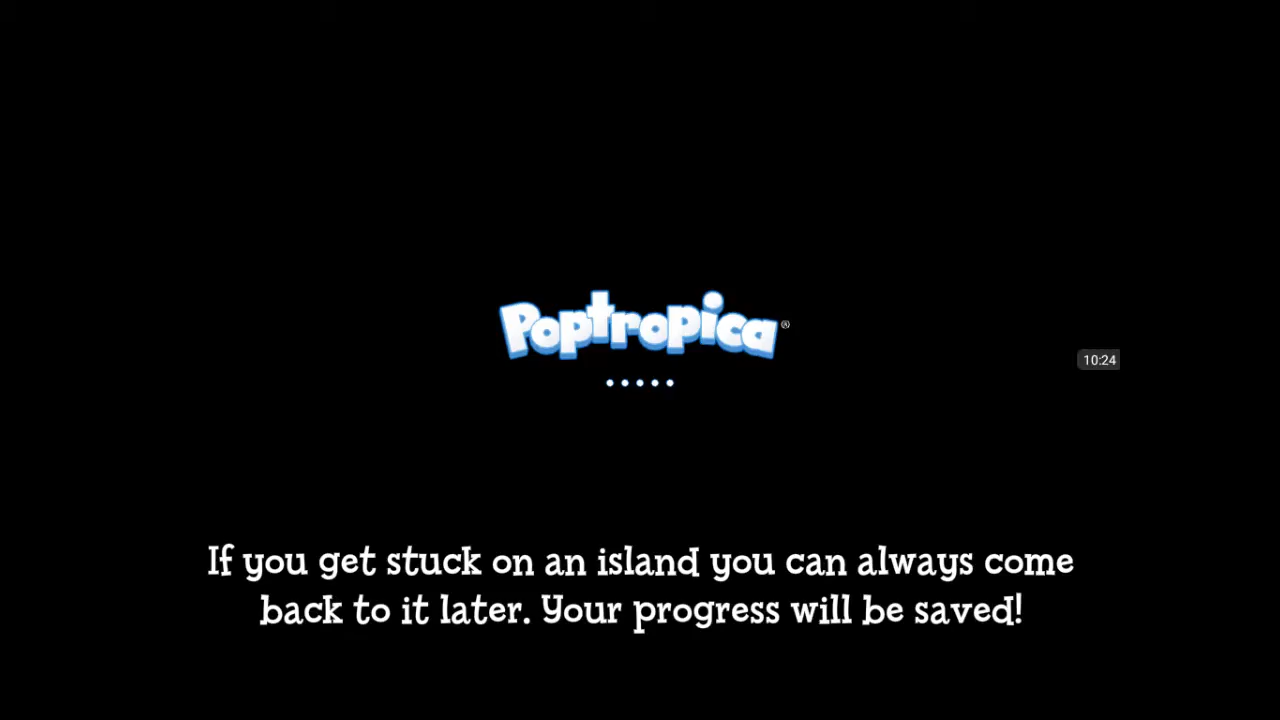 Poptropica®
10:24
If you get stuck on an island you can always come
back to it later. Your progress will be saved!